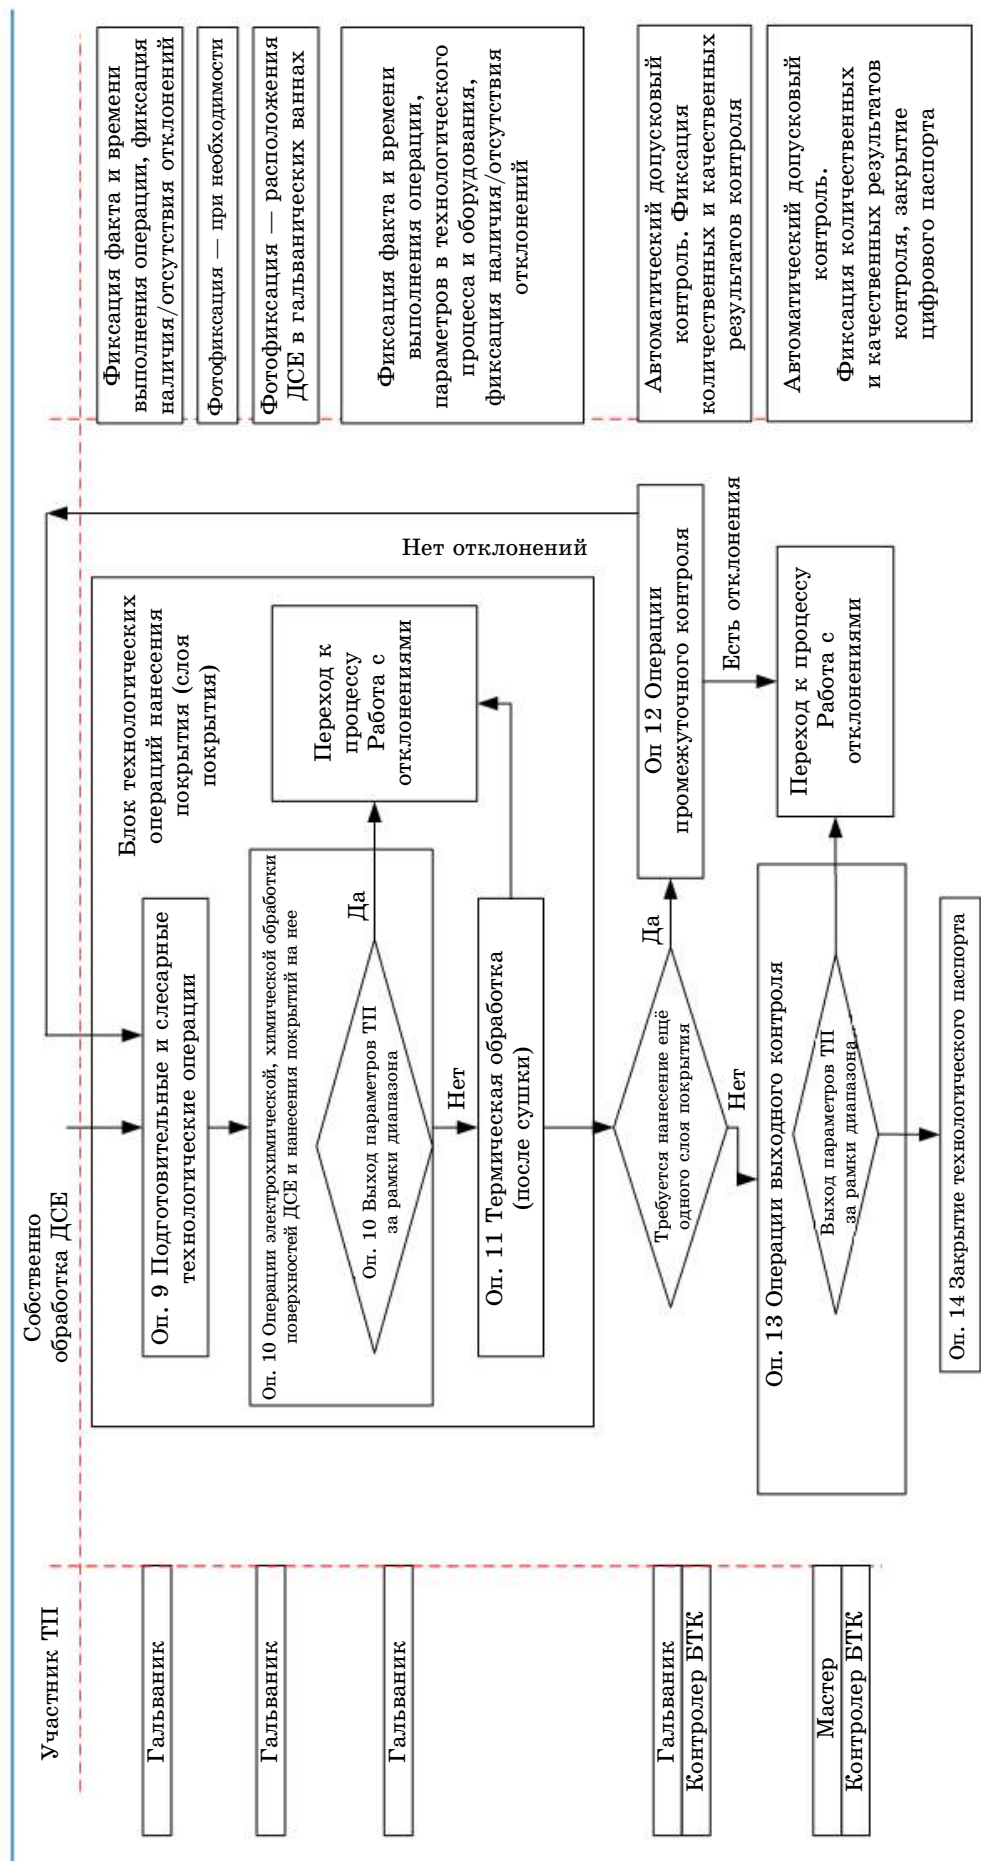 Участник ТП
Гальваник
Гальваник
Гальваник
Гальваник
Контролер БТК
Мастер
Контролер БТК
Собственно
обработка ДСЕ
Блок технологических
операций нанесения
покрытия (слоя
покрытия)
Оп. 9 Подготовительные и слесарные
технологические операции
Оп. 10 Операции электрохимической, химической обработки
поверхностей ДСЕ и нанесения покрытий на нее
Оп. 10 Выход параметров ТП
за рамки диапазона
Да
Нет
Переход к
процессу
Работа с
отклонениями
Оп. 11 Термическая обработка
(после сушки)
Нет отклонений
Требуется нанесение ещё
одного слоя покрытия
Да
Нет
Оп 12 Операции
промежуточного контроля
Есть отклонения
Переход к процессу
Работа с
отклонениями
Оп. 13 Операции выходного контроля
Выход параметров ТП
за рамки диапазона
Оп. 14 Закрытие технологического паспорта
Фиксация факта и времени
выполнения операции, фиксация
наличия/отсутствия отклонений
Фотофиксация — при необходимости
Фотофиксация — расположения
ДСЕ в гальванических ваннах
Фиксация факта и времени
выполнения операции,
параметров в технологического
процесса и оборудования,
фиксация наличия/отсутствия
отклонений
Автоматический допусковый
контроль. Фиксация
количественных и качественных
результатов контроля
Автоматический допусковый
контроль.
Фиксация количественных
и качественных результатов
контроля, закрытие
цифрового паспорта